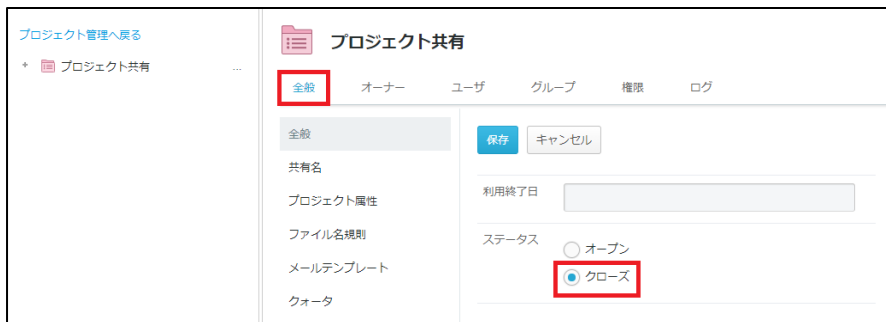 プロジェクト管理へ戻る
+ プロジェクト共有 ...
プロジェクト共有
全般 オーナー ユーザ グループ 権限 ログ
全般
共有名
プロジェクト属性
ファイル名規則
メールテンプレート
クォータ
保存 キャンセル
利用終了日
ステータス
オープン
クローズ